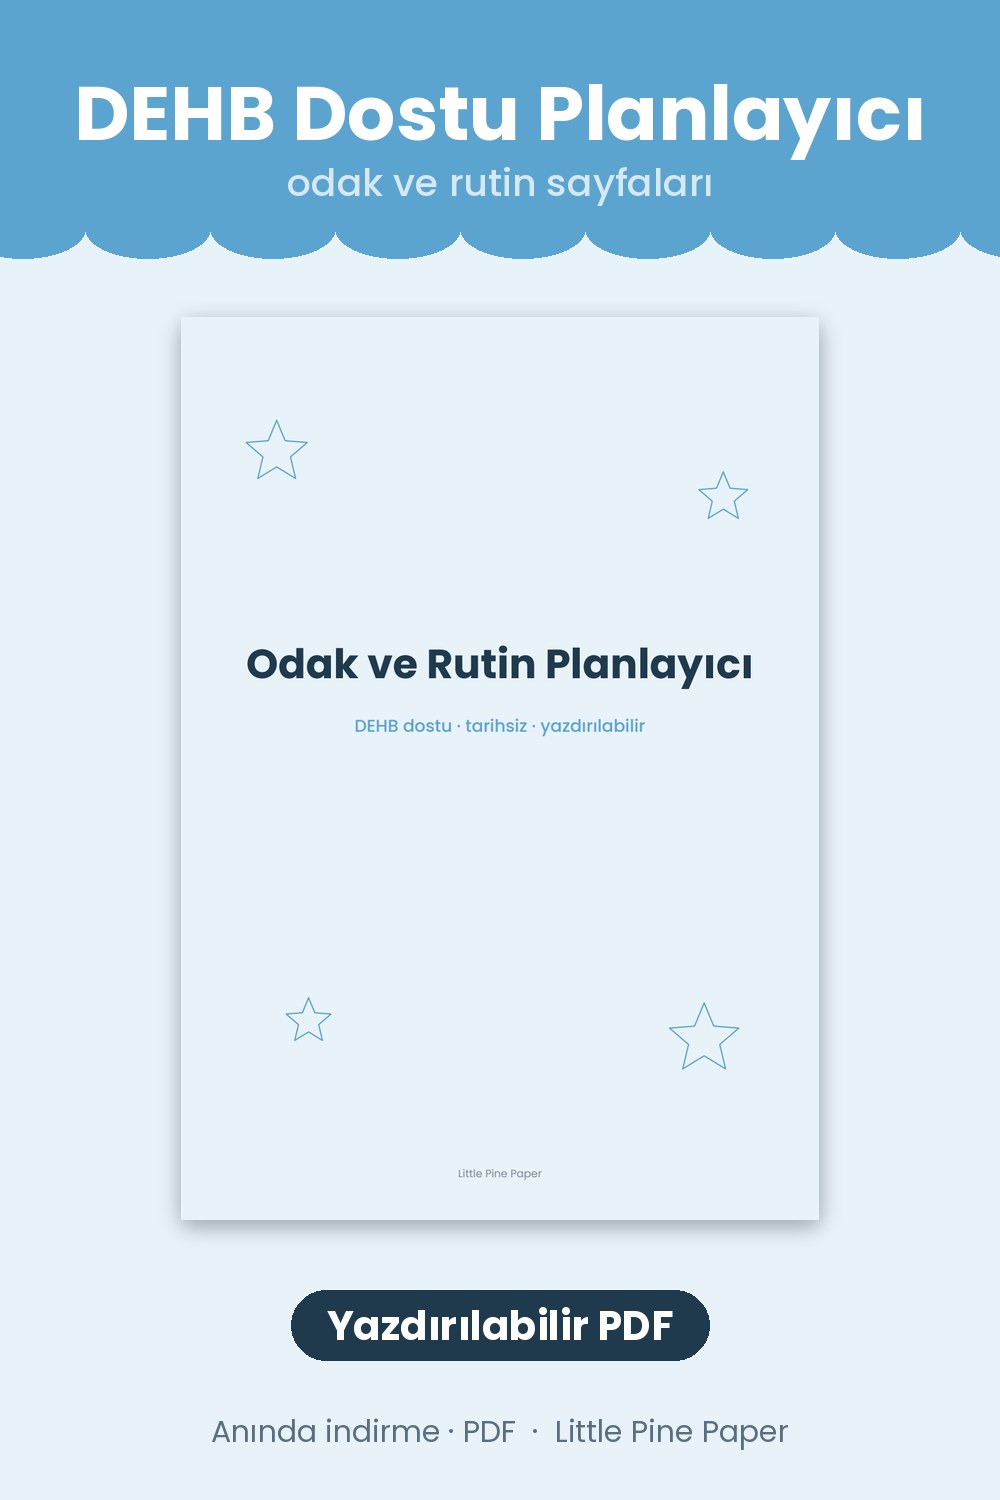 DEHB Dostu Planlayıcı
odak ve rutin sayfaları
Odak ve Rutin Planlayıcı
DEHB dostu · tarihsiz · yazdırılabilir
Little Pine Paper
Yazdırılabilir PDF
Anında indirme · PDF · Little Pine Paper